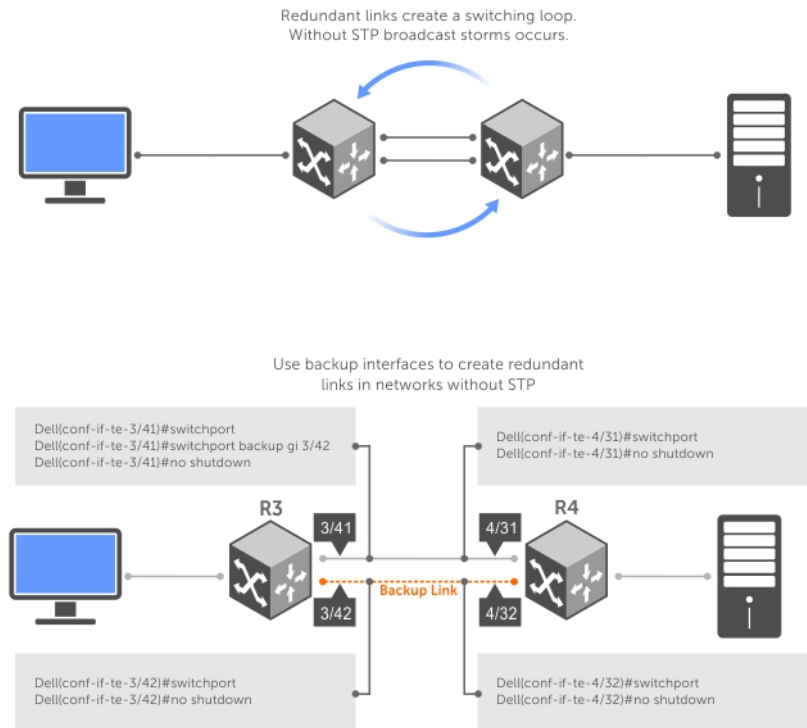 Redundant links create a switching loop.
Without STP broadcast storms occurs.
Use backup interfaces to create redundant
links in networks without STP
Dell(conf-if-te-3/41)#switchport
Dell(conf-if-te-3/41)#switchport backup gi 3/42
Dell(conf-if-te-3/41)#no shutdown
Dell(conf-if-te-4/31)#switchport
Dell(conf-if-te-4/31)#no shutdown
R3
R4
3/41
4/31
Backup Link
3/42
4/32
Dell(conf-if-te-3/42)#switchport
Dell(conf-if-te-3/42)#no shutdown
Dell(conf-if-te-4/32)#switchport
Dell(conf-if-te-4/32)#no shutdown